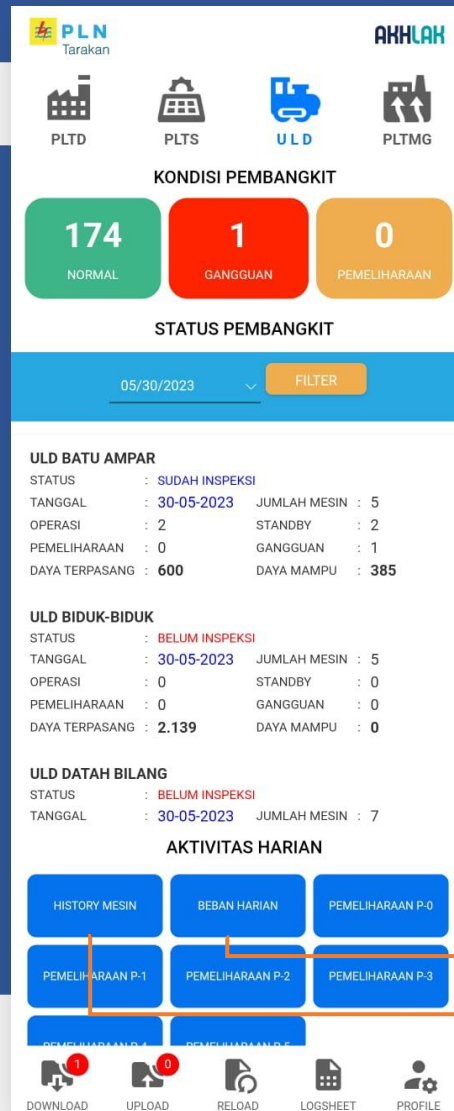 PLN
Tarakan
AKHLAK
PLTD PLTS ULD PLTMG
KONDISI PEMBANGKIT
174 1 0
NORMAL GANGGUAN PEMELIHARAAN
STATUS PEMBANGKIT
05/30/2023 FILTER
ULD BATU AMPAR
STATUS : SUDAH INSPEKSI
TANGGAL : 30-05-2023 JUMLAH MESIN : 5
OPERASI : 2 STANDBY : 2
PEMELIHARAAN : 0 GANGGUAN : 1
DAYA TERPASANG : 600 DAYA MAMPU : 385
ULD BIDUK-BIDUK
STATUS : BELUM INSPEKSI
TANGGAL : 30-05-2023 JUMLAH MESIN : 5
OPERASI : 0 STANDBY : 0
PEMELIHARAAN : 0 GANGGUAN : 0
DAYA TERPASANG : 2.139 DAYA MAMPU : 0
ULD DATAH BILANG
STATUS : BELUM INSPEKSI
TANGGAL : 30-05-2023 JUMLAH MESIN : 7
AKTIVITAS HARIAN
HISTORY MESIN BEBAN HARIAN PEMELIHARAAN P-0
PEMELIHARAAN P-1 PEMELIHARAAN P-2 PEMELIHARAAN P-3
PEMELIHARAAN P-4 PEMELIHARAAN P-5
1 0
DOWNLOAD UPLOAD RELOAD LOGSHEET PROFILE